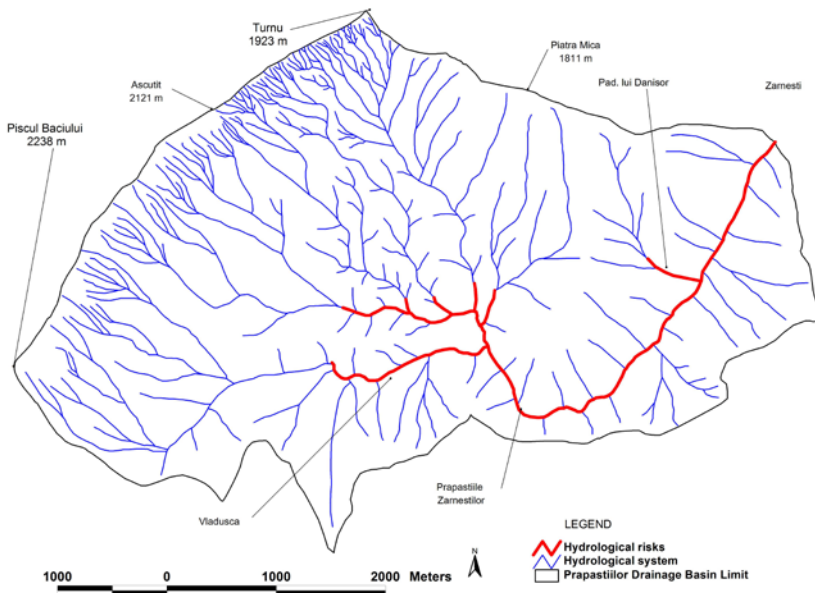 Turnu
1923 m
Piatra Mica
1811 m
Pad. lui Danisor
Zarnesti
Ascutit
2121 m
Piscul Baciului
2238 m
Prapastiile
Zarnestilor
Vladusca
LEGEND
Hydrological risks
Hydrological system
Prapastiilor Drainage Basin Limit
N
1000 0 1000 2000 Meters